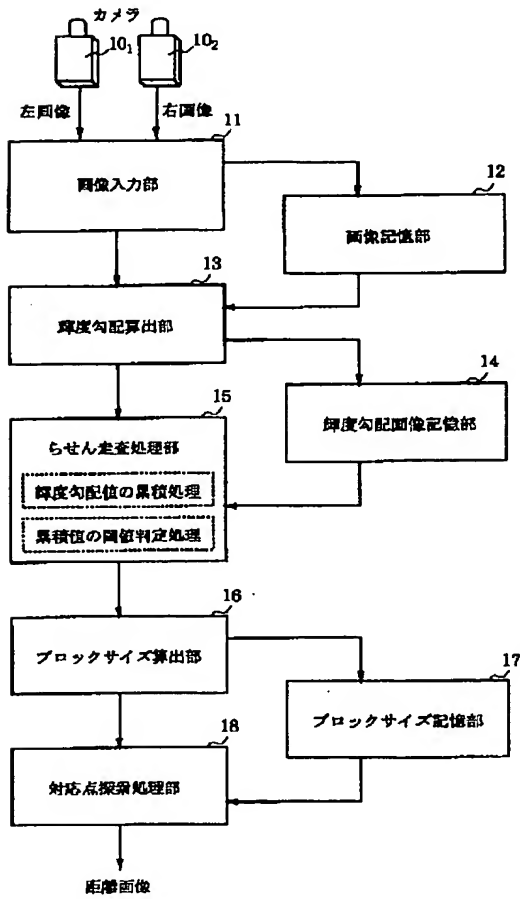 カメラ
10₁
10₂
左画像
右画像
11
画像入力部
12
画像記憶部
13
輝度勾配算出部
14
輝度勾配画像記憶部
15
らせん走査処理部
輝度勾配値の累積処理
累積値の閾値判定処理
16
ブロックサイズ算出部
17
ブロックサイズ記憶部
18
対応点探索処理部
距離画像